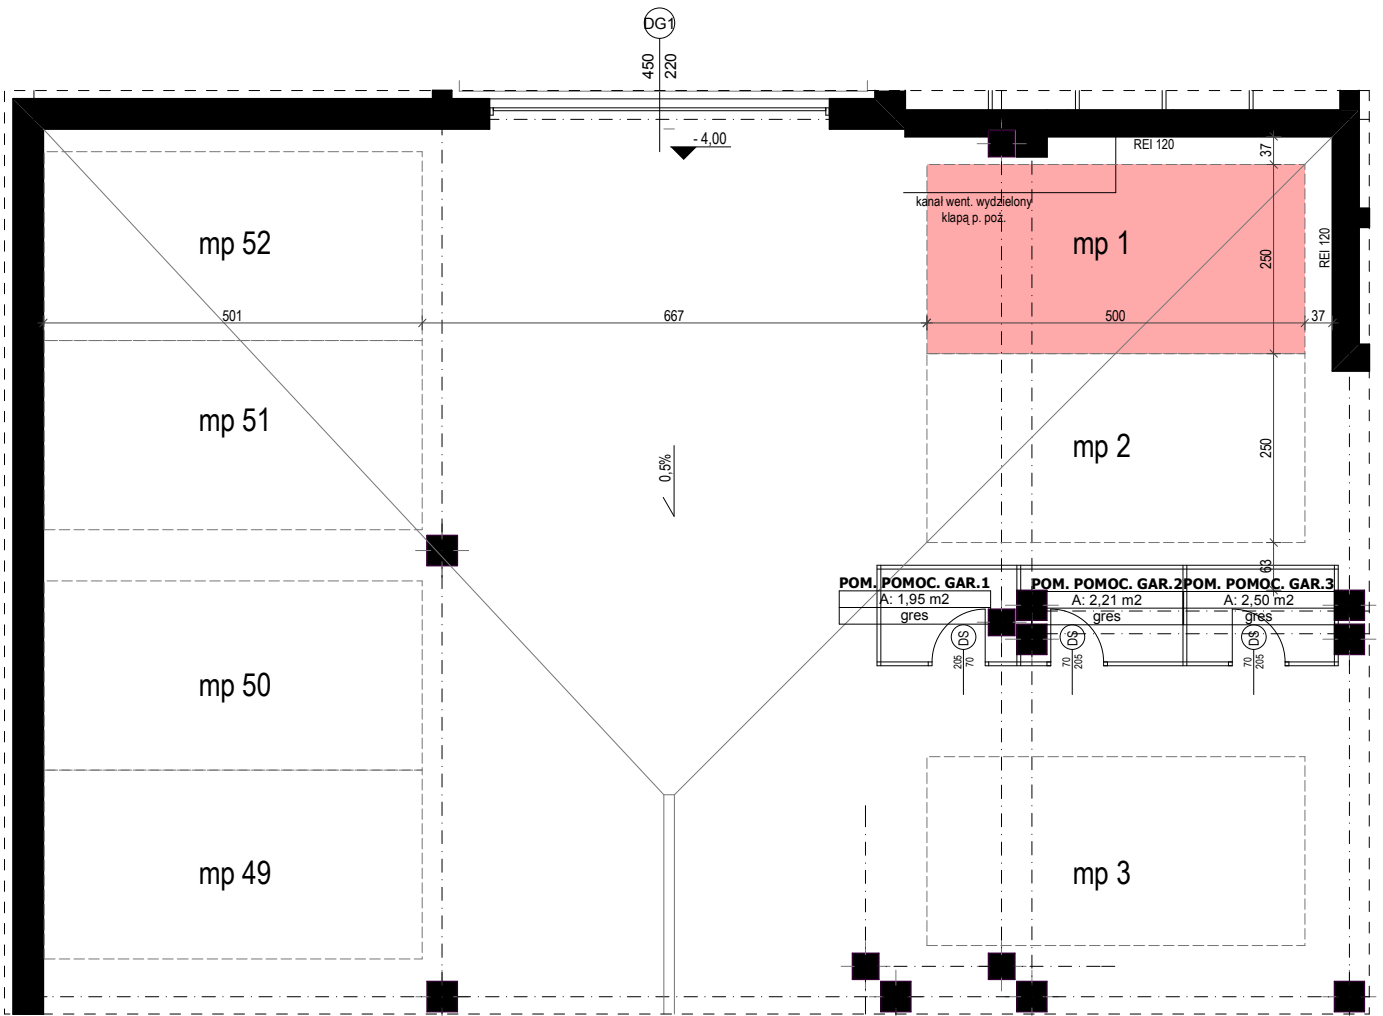 DG1
450
220
- 4,00
REI 120
37
kanał went. wydzielony
klapą p. poż.
mp 52
mp 1
250
REI 120
501
667
500
37
mp 51
mp 2
250
0,5%
63
POM. POMOC. GAR.1
A: 1,95 m2
gres
POM. POMOC. GAR.2
A: 2,21 m2
gres
POM. POMOC. GAR.3
A: 2,50 m2
gres
DS
205
70
DS
70
205
DS
70
205
mp 50
mp 49
mp 3